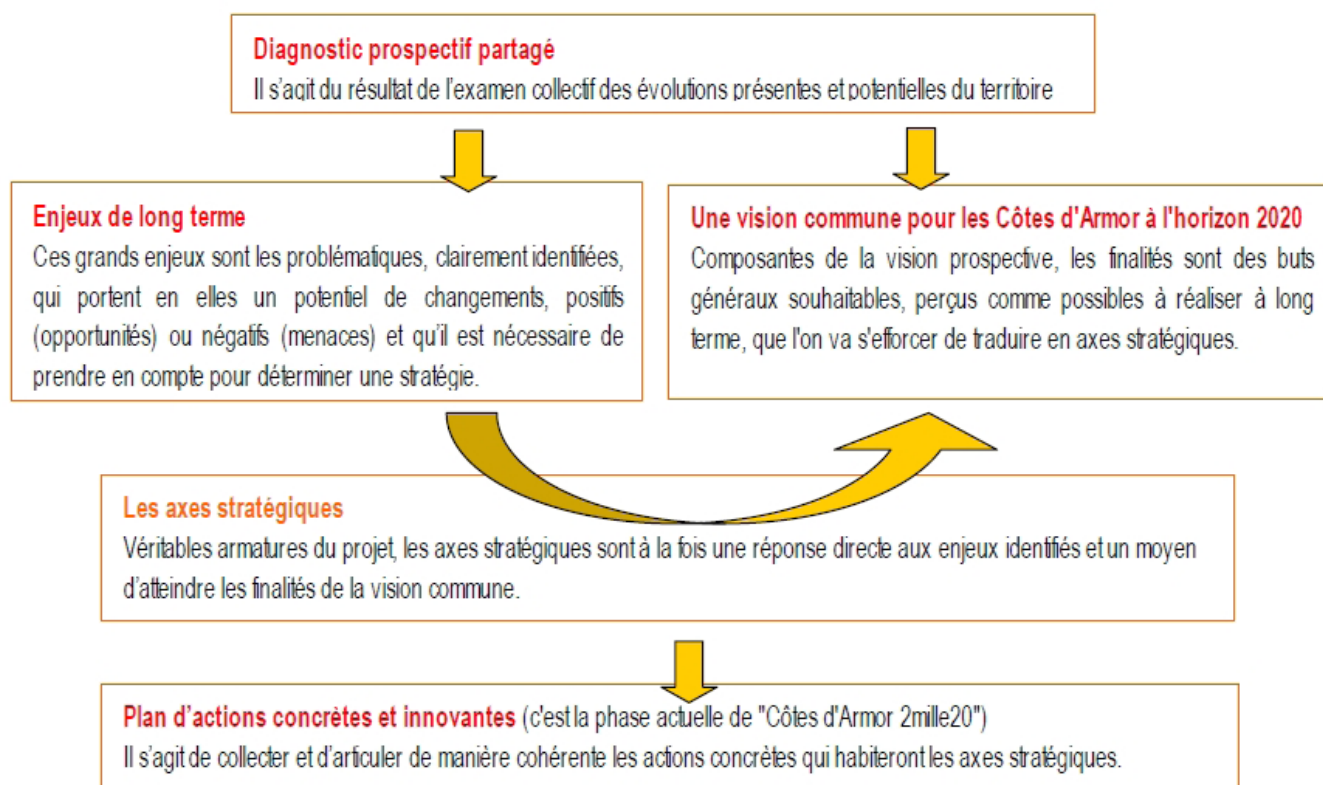 Diagnostic prospectif partagé
Il s'agit du résultat de l'examen collectif des évolutions présentes et potentielles du territoire
Enjeux de long terme
Ces grands enjeux sont les problématiques, clairement identifiées,
qui portent en elles un potentiel de changements, positifs
(opportunités) ou négatifs (menaces) et qu'il est nécessaire de
prendre en compte pour déterminer une stratégie.
Une vision commune pour les Côtes d'Armor à l'horizon 2020
Composantes de la vision prospective, les finalités sont des buts
généraux souhaitables, perçus comme possibles à réaliser à long
terme, que l'on va s'efforcer de traduire en axes stratégiques.
Les axes stratégiques
Véritables armatures du projet, les axes stratégiques sont à la fois une réponse directe aux enjeux identifiés et un moyen
d'atteindre les finalités de la vision commune.
Plan d'actions concrètes et innovantes (c'est la phase actuelle de "Côtes d'Armor 2mille20")
Il s'agit de collecter et d'articuler de manière cohérente les actions concrètes qui habiteront les axes stratégiques.